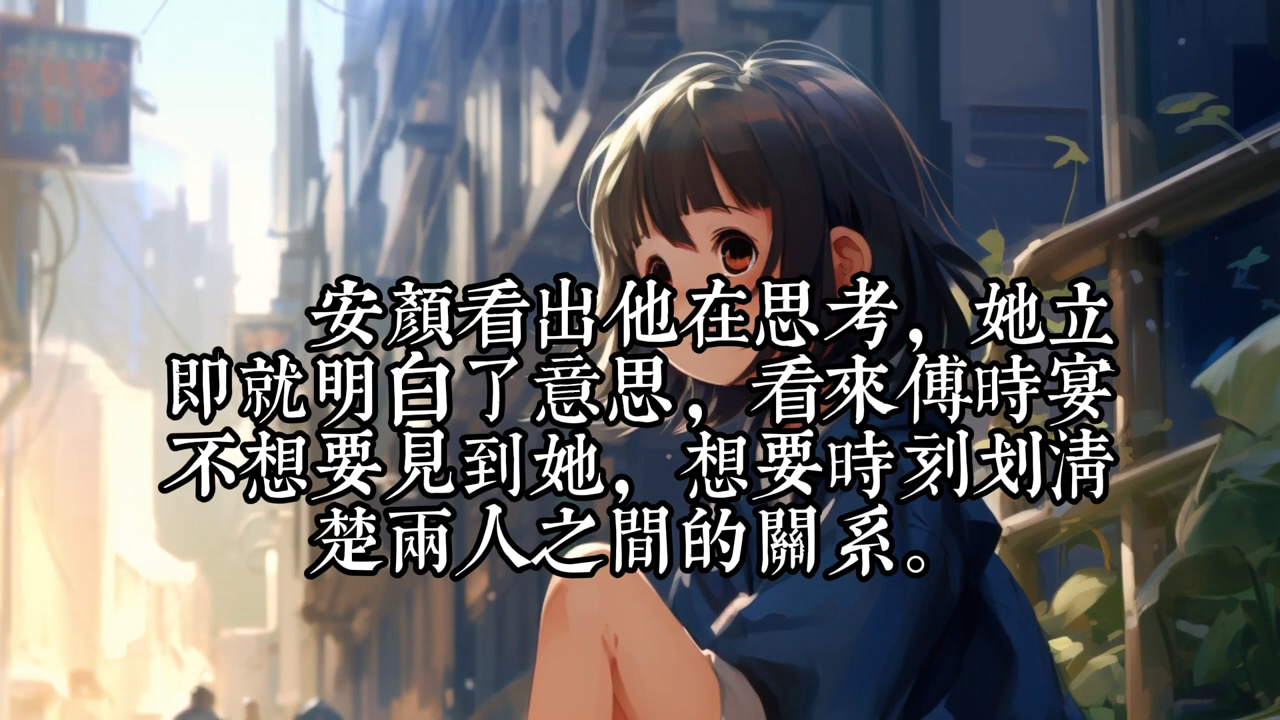 安顏看出他在思考，她立
即就明白了意思，看來傅時宴
不想要見到她，想要時刻划清
楚兩人之間的關系。